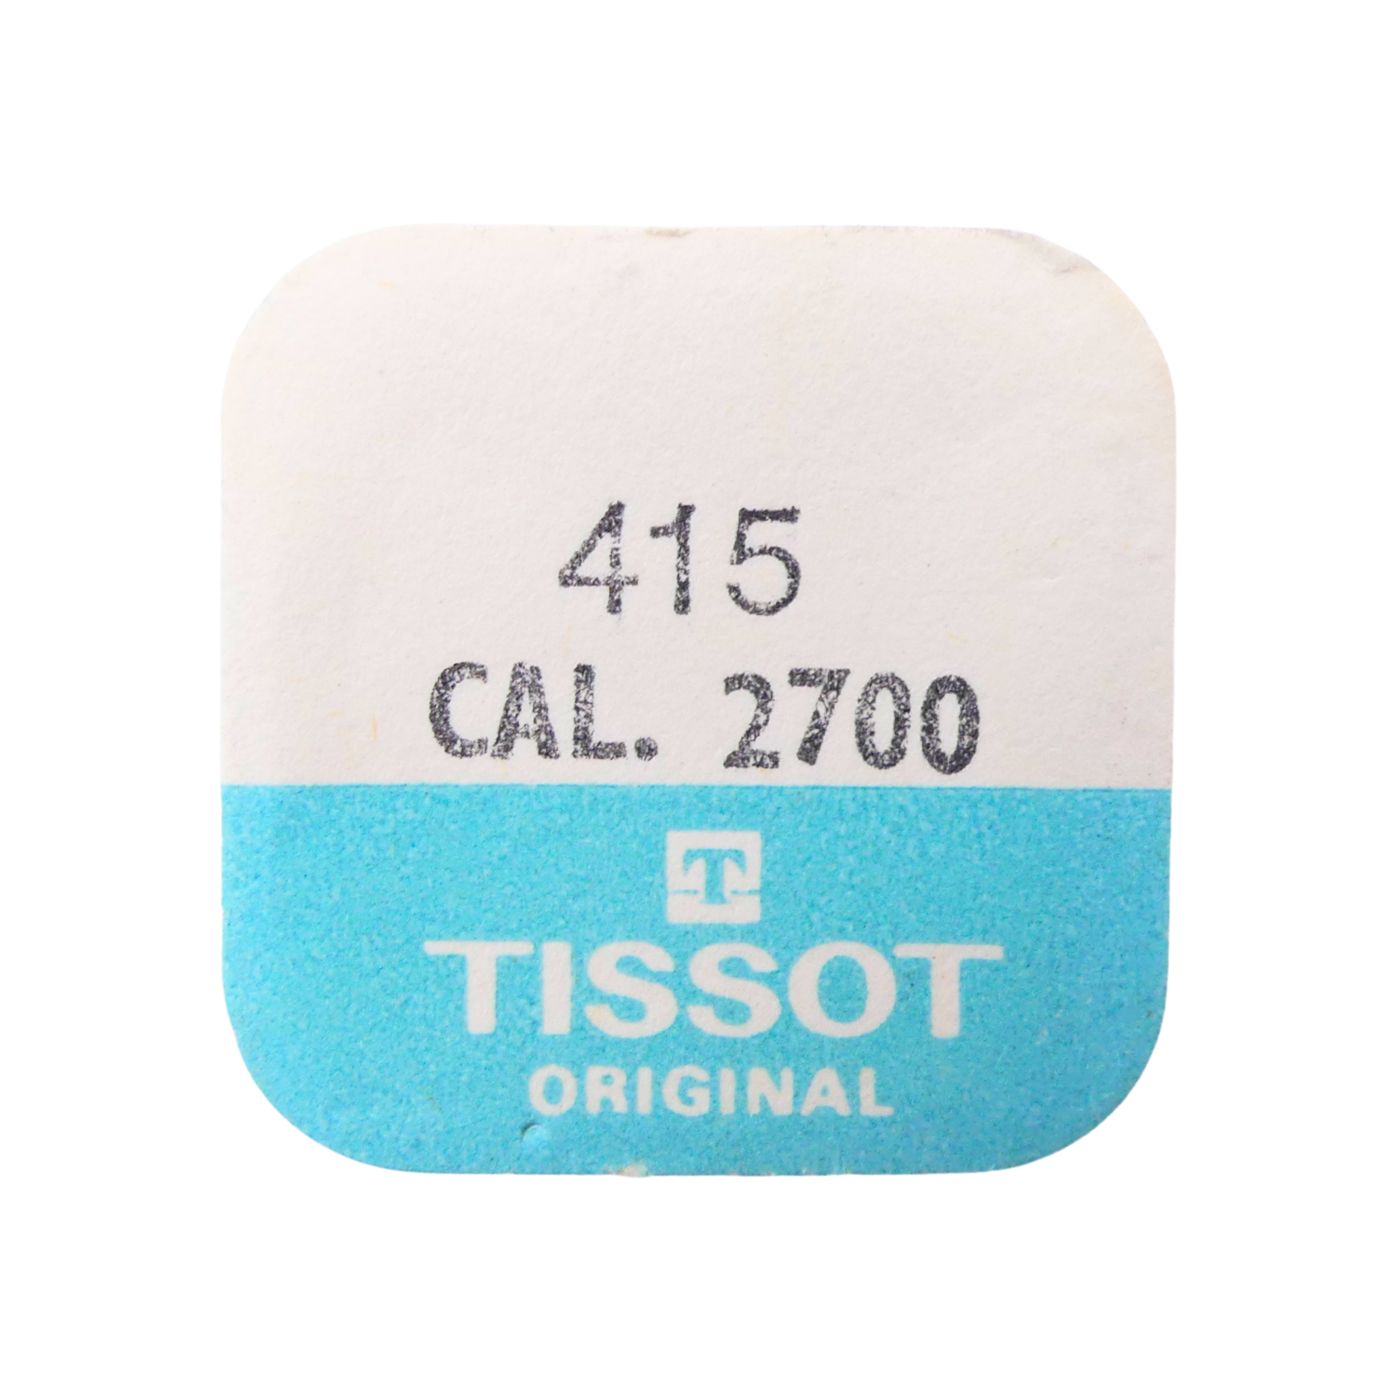 415
CAL. 2700
T
TISSOT
ORIGINAL